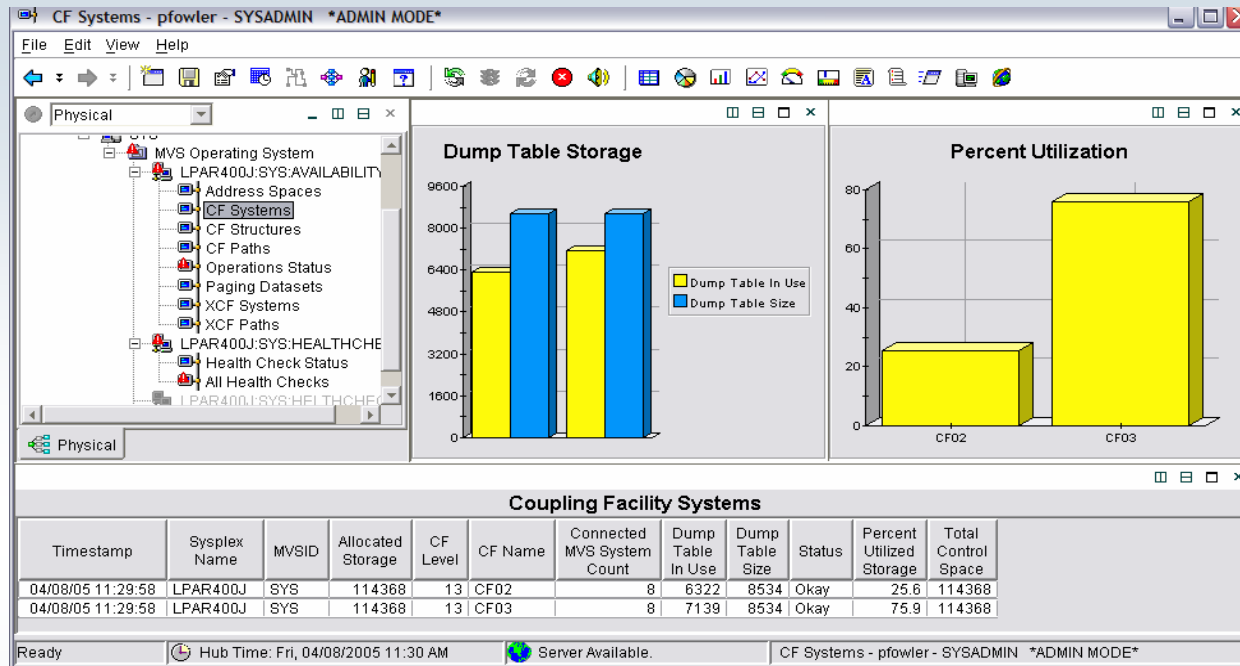 CF Systems - pfowler - SYSADMIN *ADMIN MODE*
File Edit View Help
Physical
MVS Operating System
LPAR400J:SYS:AVAILABILITY
Address Spaces
CF Systems
CF Structures
CF Paths
Operations Status
Paging Datasets
XCF Systems
XCF Paths
LPAR400J:SYS:HEALTHCHE
Health Check Status
All Health Checks
Physical
Dump Table Storage
9600
8000
6400
4800
3200
1600
0
Dump Table In Use
Dump Table Size
Percent Utilization
80
60
40
20
0
CF02 CF03
Coupling Facility Systems
Timestamp Sysplex Name MVSID Allocated Storage CF Level CF Name Connected MVS System Count Dump Table In Use Dump Table Size Status Percent Utilized Storage Total Control Space
04/08/05 11:29:58 LPAR400J SYS 114368 13 CF02 8 6322 8534 Okay 25.6 114368
04/08/05 11:29:58 LPAR400J SYS 114368 13 CF03 8 7139 8534 Okay 75.9 114368
Ready Hub Time: Fri, 04/08/2005 11:30 AM Server Available. CF Systems - pfowler - SYSADMIN *ADMIN MODE*